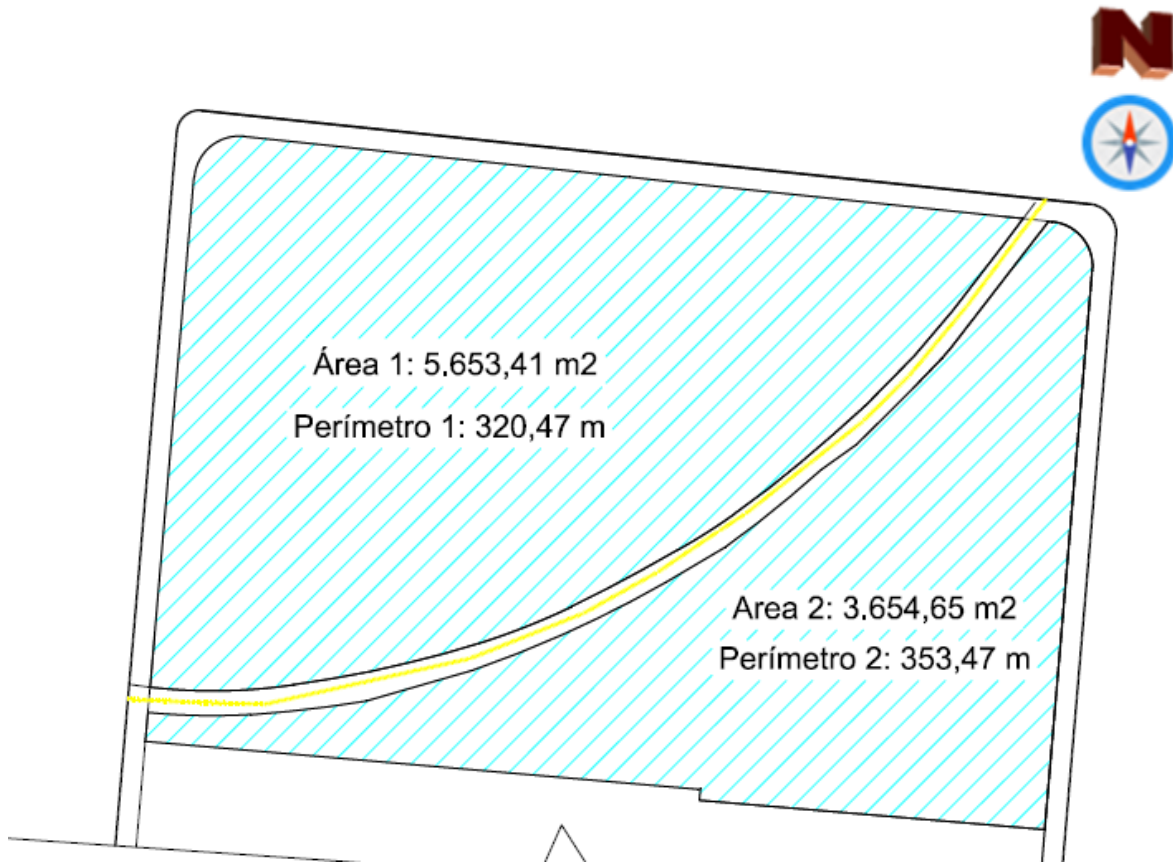 N
Área 1: 5.653,41 m2
Perímetro 1: 320,47 m
Area 2: 3.654,65 m2
Perímetro 2: 353,47 m